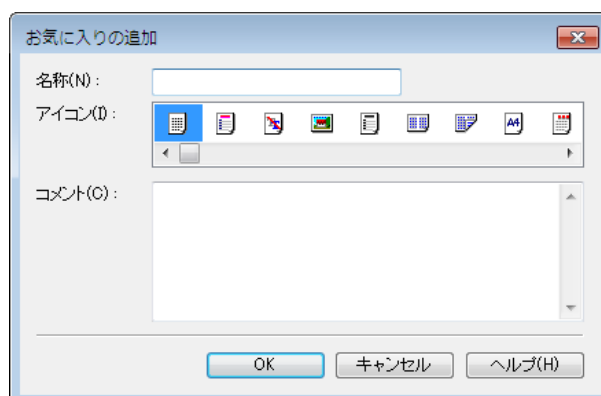 お気に入りの追加
名称(N):
アイコン(I):
A4
コメント(C):
OK キャンセル ヘルプ(H)